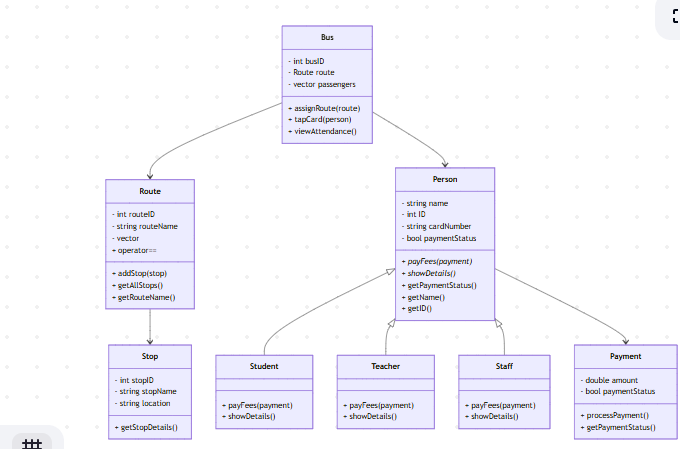 Bus
- int busID
- Route route
- vector passengers
+ assignRoute(route)
+ tapCard(person)
+ viewAttendance()
Route
- int routeID
- string routeName
- vector
+ operator==
+ addStop(stop)
+ getAllStops()
+ getRouteName()
Person
- string name
- int ID
- string cardNumber
- bool paymentStatus
+ payFees(payment)
+ showDetails()
+ getPaymentStatus()
+ getName()
+ getID()
Stop
- int stopID
- string stopName
- string location
+ getStopDetails()
Student
+ payFees(payment)
+ showDetails()
Teacher
+ payFees(payment)
+ showDetails()
Staff
+ payFees(payment)
+ showDetails()
Payment
- double amount
- bool paymentStatus
+ processPayment()
+ getPaymentStatus()